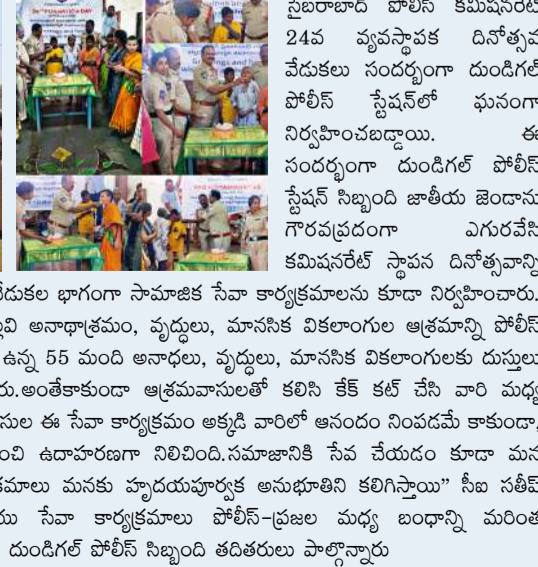 సైబరాబాద్ పోలీస్ కమిషనరేట్
24వ వ్యవస్థాపక దినోత్సవ
వేడుకలు సందర్భంగా దుండిగల్
పోలీస్ స్టేషన్‌లో ఘనంగా
నిర్వహించబడ్డాయి. ఈ
సందర్భంగా దుండిగల్ పోలీస్
స్టేషన్ సిబ్బంది జాతీయ జెండాను
గౌరవప్రదంగా ఎగురవేసి
కమిషనరేట్ స్థాపన దినోత్సవాన్ని
వేడుకల భాగంగా సామాజిక సేవా కార్యక్రమాలను కూడా నిర్వహించారు.
అనాథాశ్రమం, వృద్ధులు, మానసిక వికలాంగుల ఆశ్రమాన్ని పోలీస్
ఉన్న 55 మంది అనాధలు, వృద్ధులు, మానసిక వికలాంగులకు దుస్తులు
రు.అంతేకాకుండా ఆశ్రమవాసులతో కలిసి కేక్ కట్ చేసి వారి మధ్య
సుల ఈ సేవా కార్యక్రమం అక్కడి వారిలో ఆనందం నింపడమే కాకుండా,
ంచి ఉదాహరణగా నిలిచింది.సమాజానికి సేవ చేయడం కూడా మన
క్రమాలు మనకు హృదయపూర్వక అనుభూతిని కలిగిస్తాయి” సీఐ సతీష్
సేవా కార్యక్రమాలు పోలీస్-ప్రజల మధ్య బంధాన్ని మరింత
దుండిగల్ పోలీస్ సిబ్బంది తదితరులు పాల్గొన్నారు